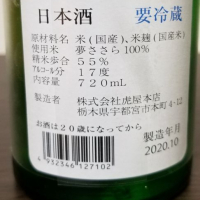 日本酒 要冷蔵
原材料名 米(国産)、米麹(国産米)
使用米 夢ささら100%
精米歩合 55%
アルコール分 17度
内容量 720mL
製造者 株式会社虎屋本店
栃木県宇都宮市本町4-12
お酒は20歳になってから
製造年月
2020.10
4932346127102